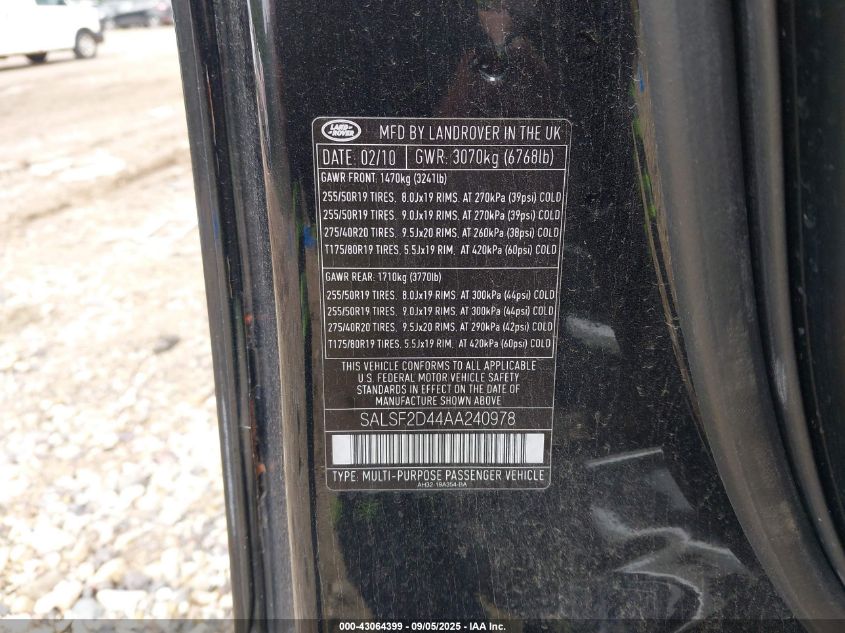 LAND ROVER
MFD BY LANDROVER IN THE UK
DATE: 02/10 GWR: 3070kg (6768lb)
GAWR FRONT: 1470kg (3241lb)
255/50R19 TIRES, 8.0Jx19 RIMS, AT 270kPa (39psi) COLD
255/50R19 TIRES, 9.0Jx19 RIMS, AT 270kPa (39psi) COLD
275/40R20 TIRES, 9.5Jx20 RIMS, AT 260kPa (38psi) COLD
T175/80R19 TIRES, 5.5Jx19 RIM, AT 420kPa (60psi) COLD
GAWR REAR: 1710kg (3770lb)
255/50R19 TIRES, 8.0Jx19 RIMS, AT 300kPa (44psi) COLD
255/50R19 TIRES, 9.0Jx19 RIMS, AT 300kPa (44psi) COLD
275/40R20 TIRES, 9.5Jx20 RIMS, AT 290kPa (42psi) COLD
T175/80R19 TIRES, 5.5Jx19 RIM, AT 420kPa (60psi) COLD
THIS VEHICLE CONFORMS TO ALL APPLICABLE
U.S. FEDERAL MOTOR VEHICLE SAFETY
STANDARDS IN EFFECT ON THE DATE OF
MANUFACTURE SHOWN ABOVE
SALSF2D44AA240978
TYPE: MULTI-PURPOSE PASSENGER VEHICLE
AH32-19A354-BA
000-43064399 - 09/05/2025 - IAA Inc.